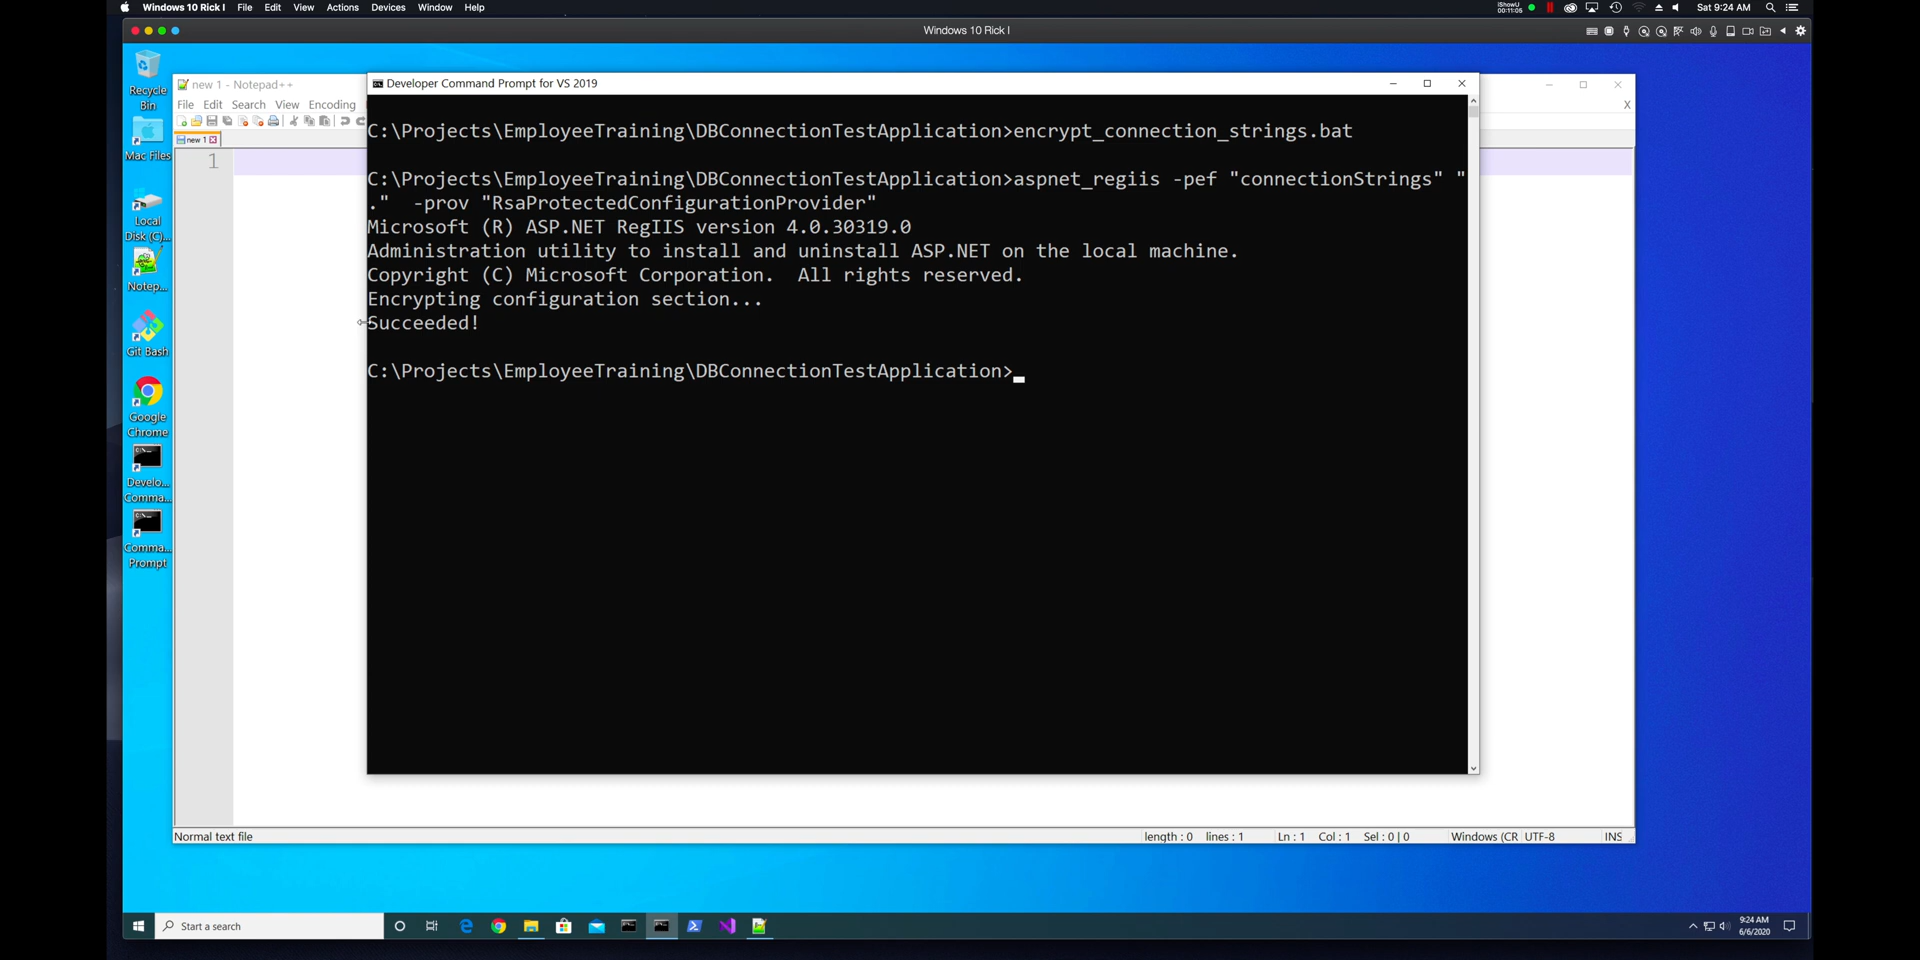 Windows 10 Rick I File Edit View Actions Devices Window Help
iShowU
00:11:05
Sat 9:24 AM
Windows 10 Rick I
Recycle
Bin
Mac Files
Local
Disk (C)...
Notep...
Git Bash
Google
Chrome
Develo...
Comma...
Comma...
Prompt
new 1 - Notepad++
File Edit Search View Encoding
X
new 1
1
Developer Command Prompt for VS 2019
C:\Projects\EmployeeTraining\DBConnectionTestApplication>encrypt_connection_strings.bat
C:\Projects\EmployeeTraining\DBConnectionTestApplication>aspnet_regiis -pef "connectionStrings" "
."  -prov "RsaProtectedConfigurationProvider"
Microsoft (R) ASP.NET RegIIS version 4.0.30319.0
Administration utility to install and uninstall ASP.NET on the local machine.
Copyright (C) Microsoft Corporation.  All rights reserved.
Encrypting configuration section...
Succeeded!
C:\Projects\EmployeeTraining\DBConnectionTestApplication>
Normal text file
length : 0 lines : 1 Ln : 1 Col : 1 Sel : 0 | 0 Windows (CR UTF-8 INS
Start a search
9:24 AM
6/6/2020